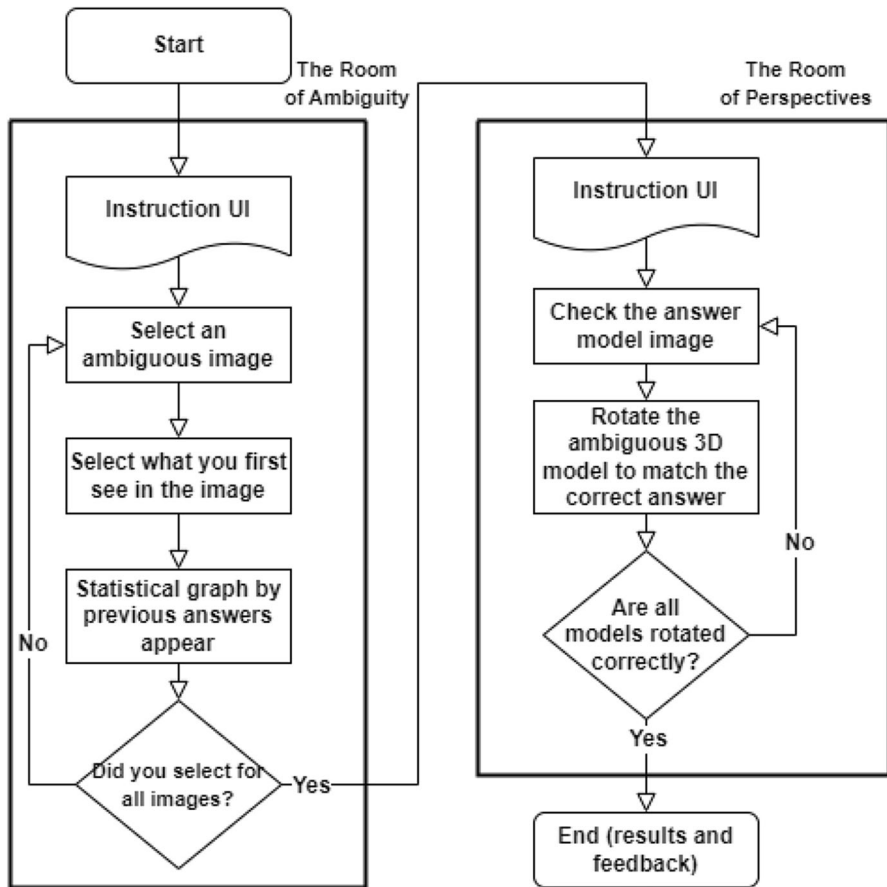 Start
The Room
of Ambiguity
Instruction UI
Select an
ambiguous image
Select what you first
see in the image
Statistical graph by
previous answers
appear
No
Did you select for
all images?
Yes
The Room
of Perspectives
Instruction UI
Check the answer
model image
Rotate the
ambiguous 3D
model to match the
correct answer
No
Are all
models rotated
correctly?
Yes
End (results and
feedback)